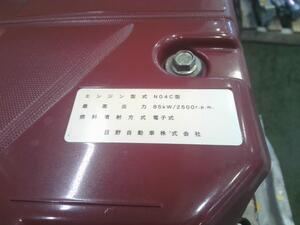 エンジン型式 N04C型
最高出力 85kW/2500r.p.m.
燃料噴射方式 電子式
日野自動車株式会社